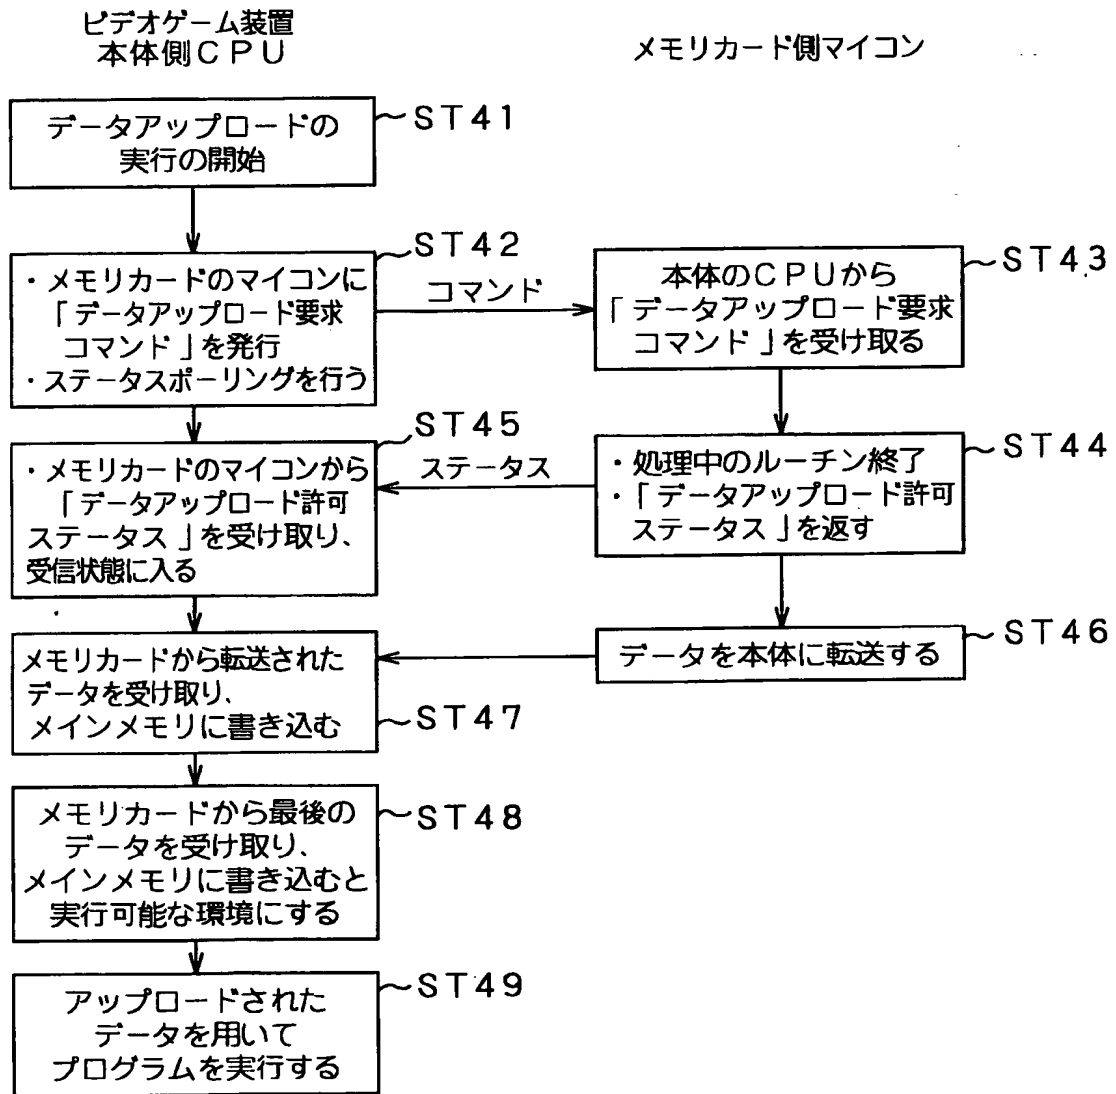 ビデオゲーム装置
本体側ＣＰＵ
メモリカード側マイコン
データアップロードの
実行の開始
ＳＴ４１
・メモリカードのマイコンに
「データアップロード要求
コマンド」を発行
・ステータスポーリングを行う
ＳＴ４２
コマンド
本体のＣＰＵから
「データアップロード要求
コマンド」を受け取る
ＳＴ４３
・処理中のルーチン終了
・「データアップロード許可
ステータス」を返す
ＳＴ４４
ステータス
・メモリカードのマイコンから
「データアップロード許可
ステータス」を受け取り、
受信状態に入る
ＳＴ４５
データを本体に転送する
ＳＴ４６
メモリカードから転送された
データを受け取り、
メインメモリに書き込む
ＳＴ４７
メモリカードから最後の
データを受け取り、
メインメモリに書き込むと
実行可能な環境にする
ＳＴ４８
アップロードされた
データを用いて
プログラムを実行する
ＳＴ４９